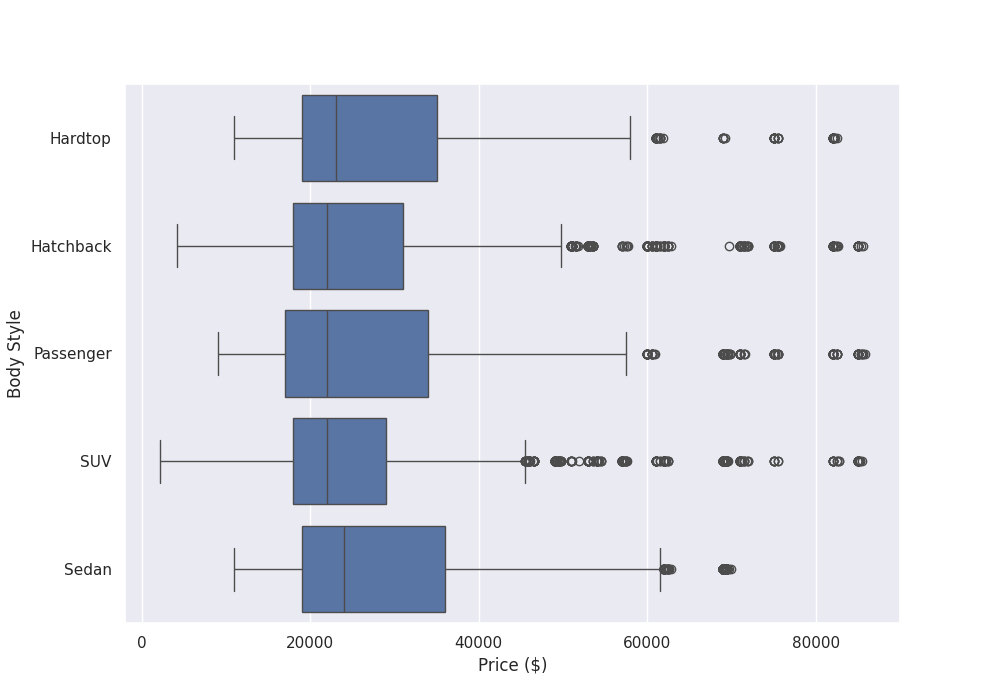 Hardtop
Hatchback
Passenger
SUV
Sedan
Body Style
0 20000 40000 60000 80000
Price ($)